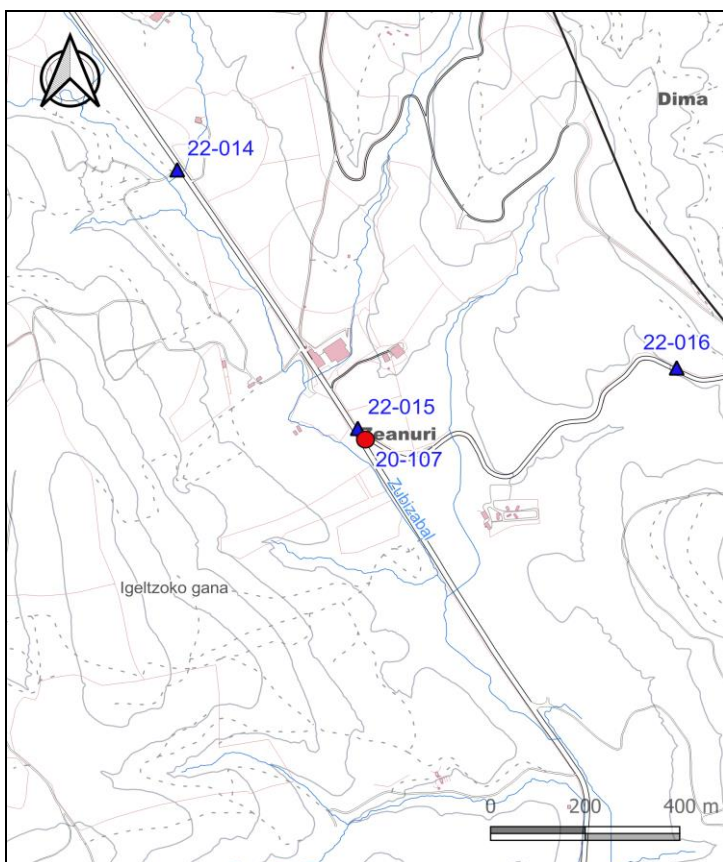 Dima
22-014
22-016
22-015
Zeanuri
20-107
Zubizabal
Igeltzoko gana
0 200 400 m